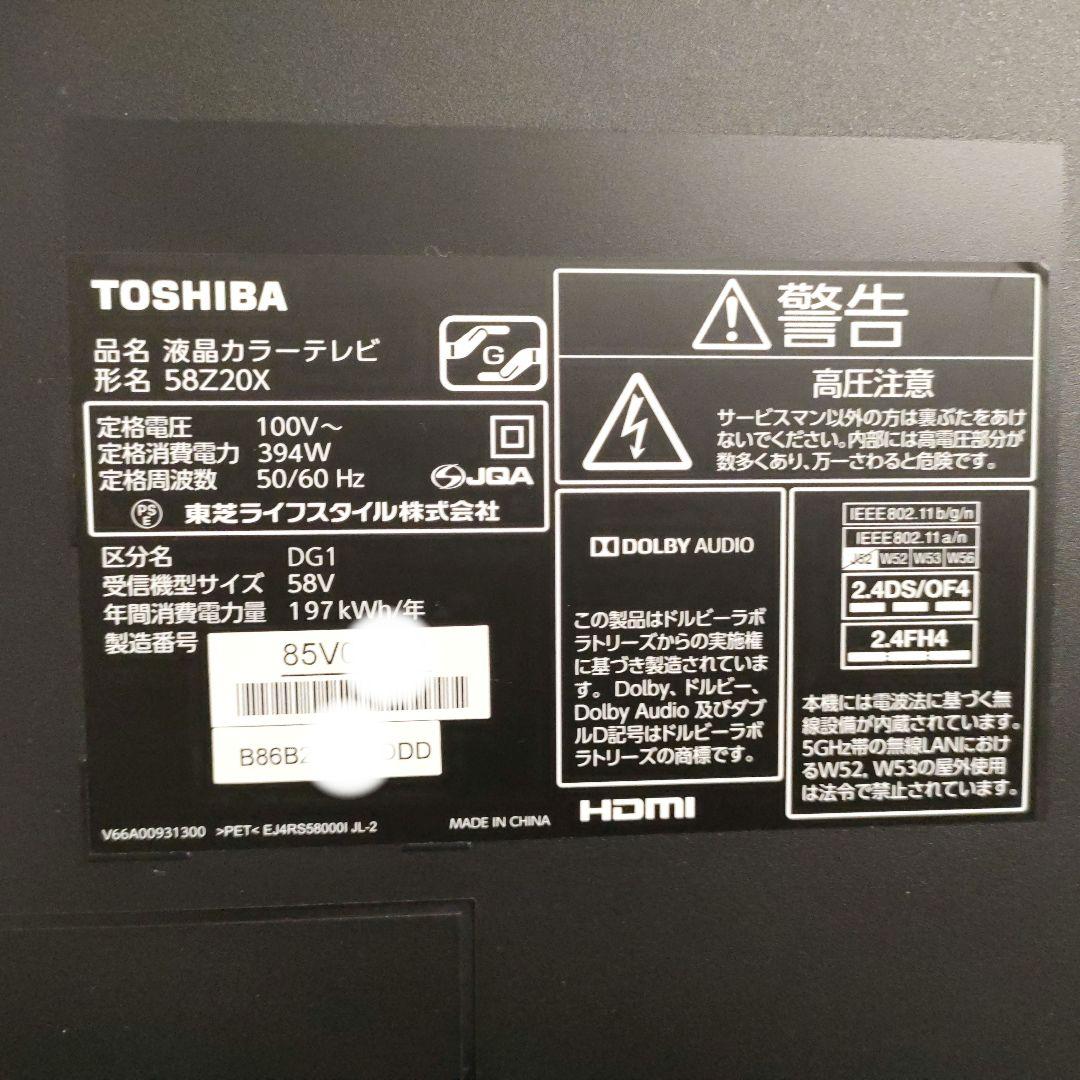 TOSHIBA
品名 液晶カラーテレビ
形名 58Z20X
G
定格電圧 100V～
定格消費電力 394W
定格周波数 50/60 Hz
JQA
PS
E
東芝ライフスタイル株式会社
区分名 DG1
受信機型サイズ 58V
年間消費電力量 197kWh/年
製造番号
85V
B86B2
DDD
V66A00931300 >PET< EJ4RS58000I JL-2
MADE IN CHINA
警告
高圧注意
サービスマン以外の方は裏ぶたをあけ
ないでください。内部には高電圧部分が
数多くあり、万一さわると危険です。
DOLBY AUDIO
この製品はドルビーラボ
ラトリーズからの実施権
に基づき製造されていま
す。Dolby、ドルビー、
Dolby Audio 及びダブ
ルD記号はドルビーラボ
ラトリーズの商標です。
HDMI
IEEE802.11b/g/n
IEEE802.11a/n
J52 W52 W53 W56
2.4DS/OF4
2.4FH4
本機には電波法に基づく無
線設備が内蔵されています。
5GHz帯の無線LANにおけ
るW52, W53の屋外使用
は法令で禁止されています。